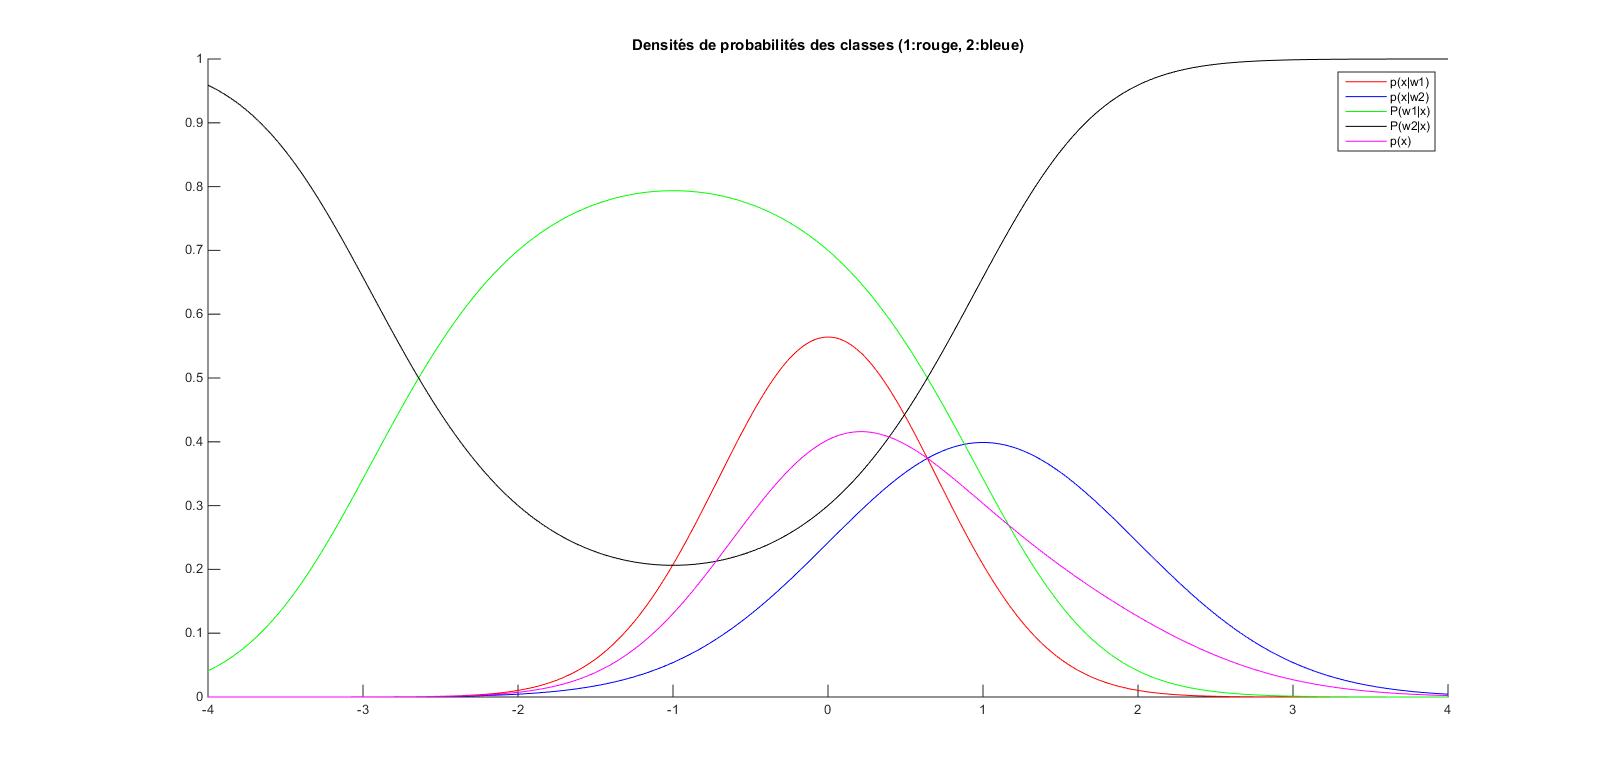 Densités de probabilités des classes (1:rouge, 2:bleue)
1
0.9
0.8
0.7
0.6
0.5
0.4
0.3
0.2
0.1
0
p(x|w1)
p(x|w2)
P(w1|x)
P(w2|x)
p(x)
-4 -3 -2 -1 0 1 2 3 4